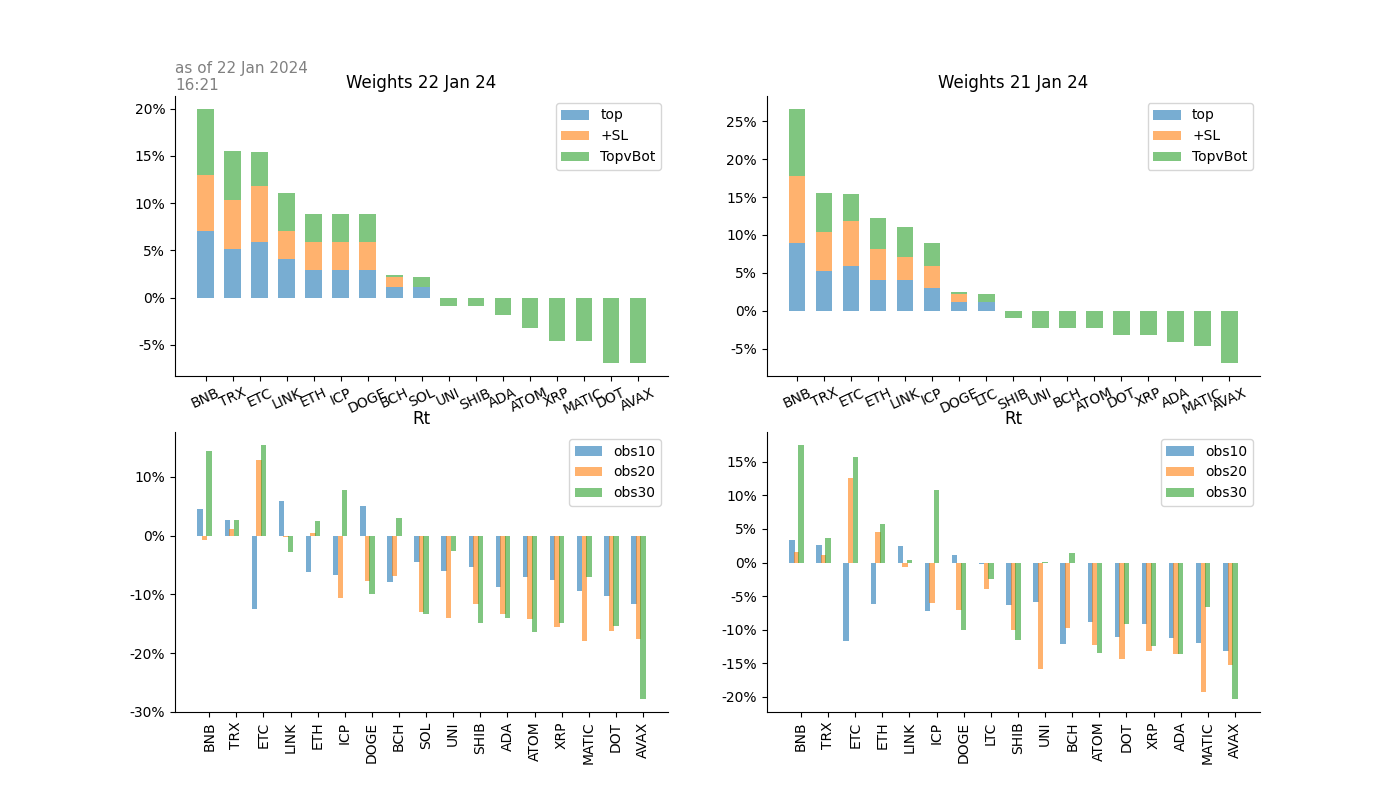 as of 22 Jan 2024
16:21
Weights 22 Jan 24
20%
15%
10%
5%
0%
-5%
top
+SL
TopvBot
BNB TRX ETC LINK ETH ICP DOGE BCH SOL UNI SHIB ADA ATOM XRP MATIC DOT AVAX
Weights 21 Jan 24
25%
20%
15%
10%
5%
0%
-5%
top
+SL
TopvBot
BNB TRX ETC ETH LINK ICP DOGE LTC SHIB UNI BCH ATOM DOT XRP ADA MATIC AVAX
Rt
10%
0%
-10%
-20%
-30%
obs10
obs20
obs30
BNB TRX ETC LINK ETH ICP DOGE BCH SOL UNI SHIB ADA ATOM XRP MATIC DOT AVAX
Rt
15%
10%
5%
0%
-5%
-10%
-15%
-20%
obs10
obs20
obs30
BNB TRX ETC ETH LINK ICP DOGE LTC SHIB UNI BCH ATOM DOT XRP ADA MATIC AVAX